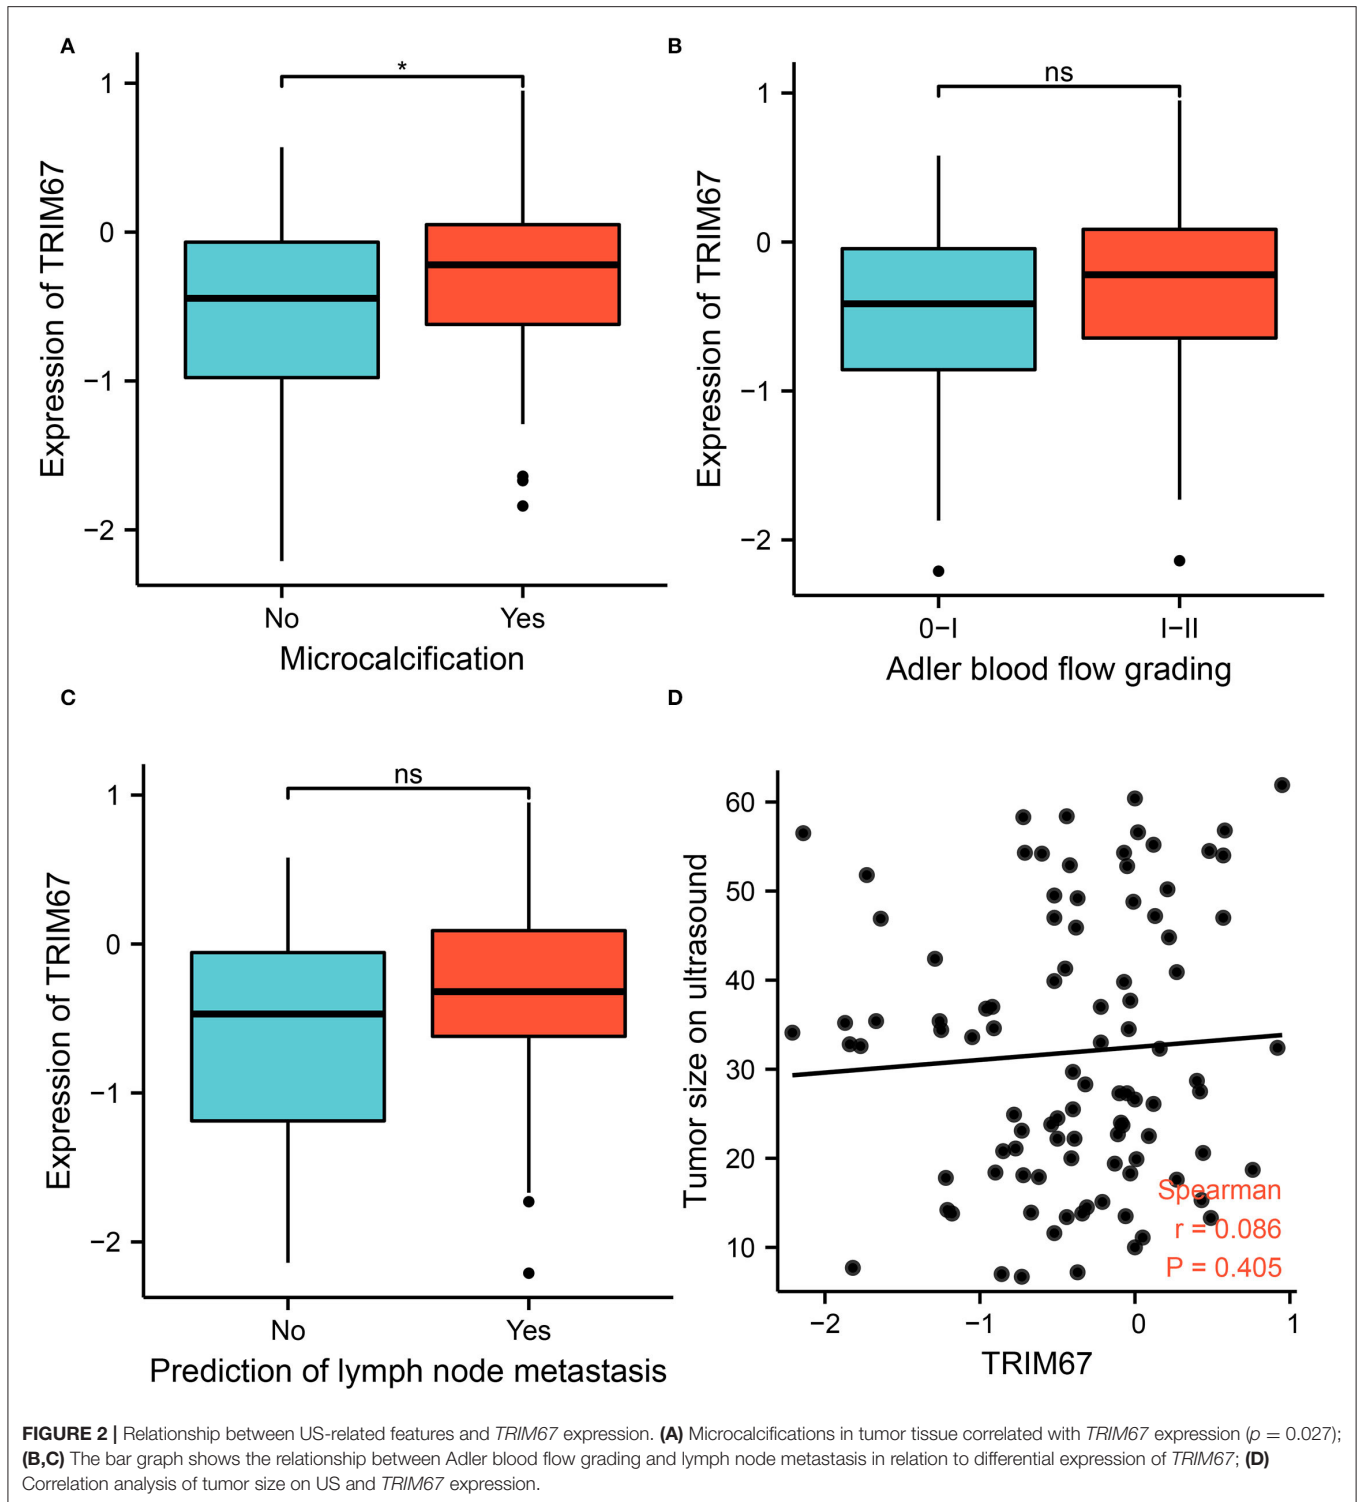 A
*
1
0
−1
−2
Expression of TRIM67
No
Yes
Microcalcification
B
ns
1
0
−1
−2
Expression of TRIM67
0−I
I−II
Adler blood flow grading
C
ns
1
0
−1
−2
Expression of TRIM67
No
Yes
Prediction of lymph node metastasis
D
60
50
40
30
20
10
Tumor size on ultrasound
Spearman
r = 0.086
P = 0.405
−2
−1
0
1
TRIM67
FIGURE 2 | Relationship between US-related features and TRIM67 expression. (A) Microcalcifications in tumor tissue correlated with TRIM67 expression (p = 0.027);
(B,C) The bar graph shows the relationship between Adler blood flow grading and lymph node metastasis in relation to differential expression of TRIM67; (D)
Correlation analysis of tumor size on US and TRIM67 expression.